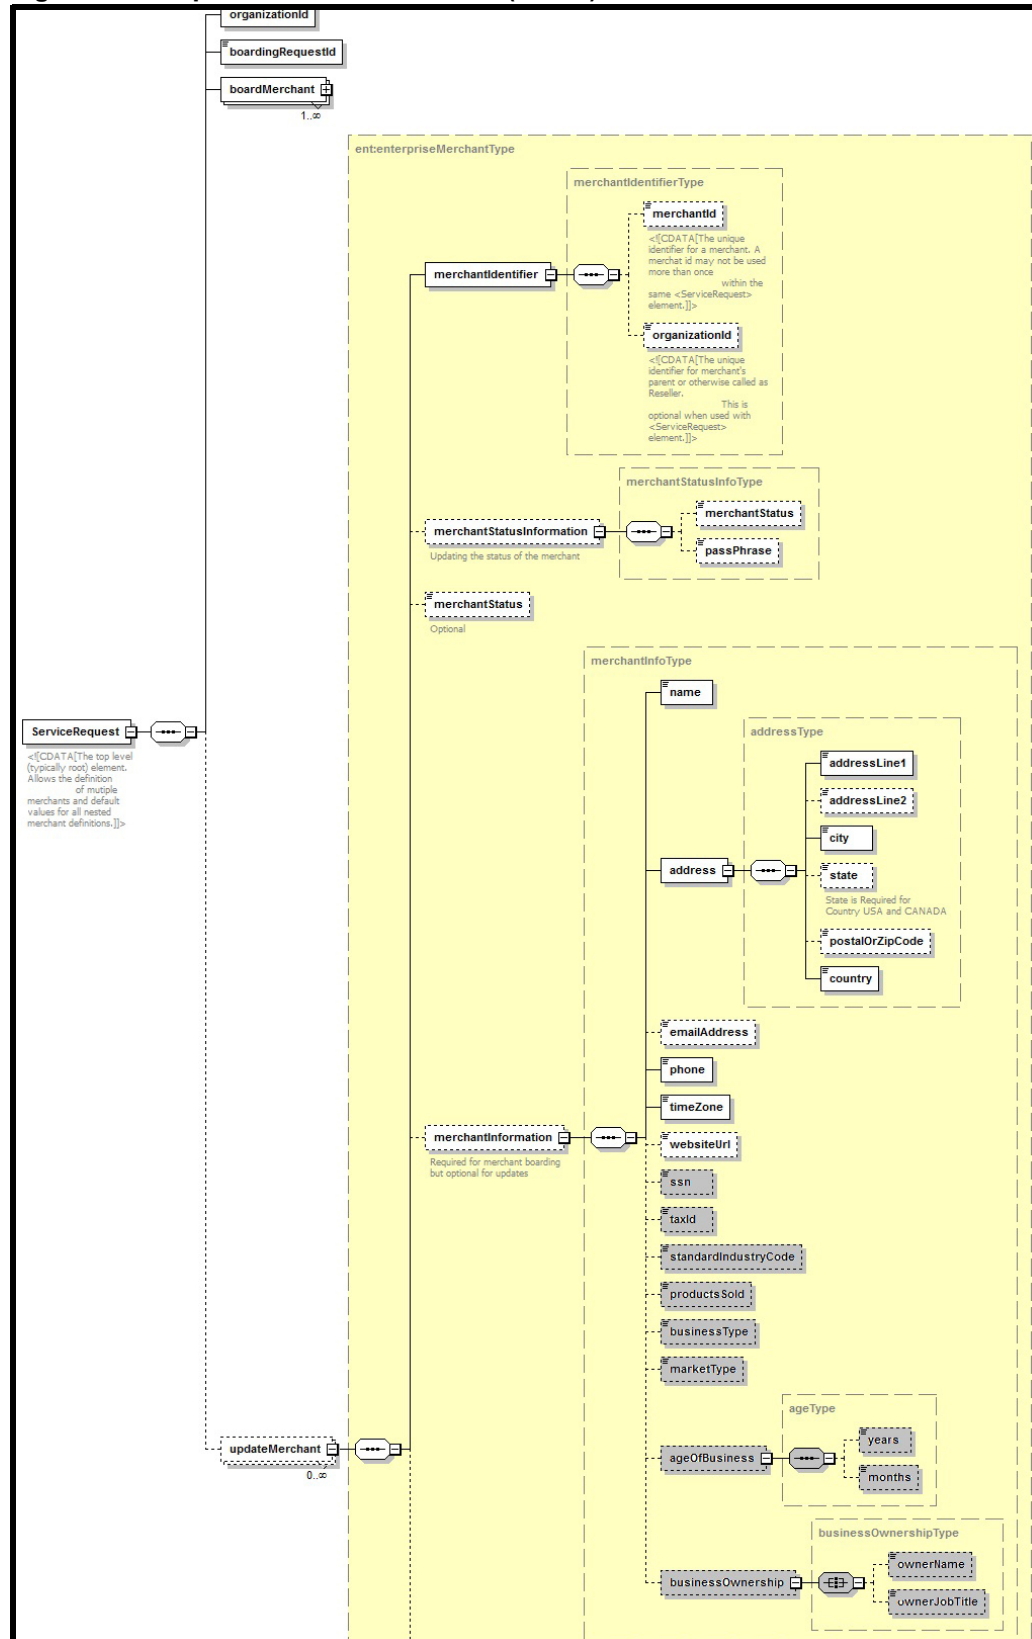 organizationId
boardingRequestId
boardMerchant
1..∞
ent:enterpriseMerchantType
merchantIdentifierType
merchantId
<![CDATA[The unique
identifier for a merchant. A
merchat id may not be used
more than once
within the
same <ServiceRequest>
element.]]>
merchantIdentifier
organizationId
<![CDATA[The unique
identifier for merchant's
parent or otherwise called as
Reseller.
This is
optional when used with
<ServiceRequest>
element.]]>
merchantStatusInfoType
merchantStatus
merchantStatusInformation
passPhrase
Updating the status of the merchant
merchantStatus
Optional
merchantInfoType
name
ServiceRequest
<![CDATA[The top level
(typically root) element.
Allows the definition
of mutiple
merchants and default
values for all nested
merchant definitions.]]>
addressType
addressLine1
addressLine2
city
address
state
State is Required for
Country USA and CANADA
postalOrZipCode
country
emailAddress
phone
timeZone
merchantInformation
Required for merchant boarding
but optional for updates
websiteUrl
ssn
taxId
standardIndustryCode
productsSold
businessType
marketType
ageType
years
updateMerchant
0..∞
ageOfBusiness
months
businessOwnershipType
ownerName
businessOwnership
ownerJobTitle